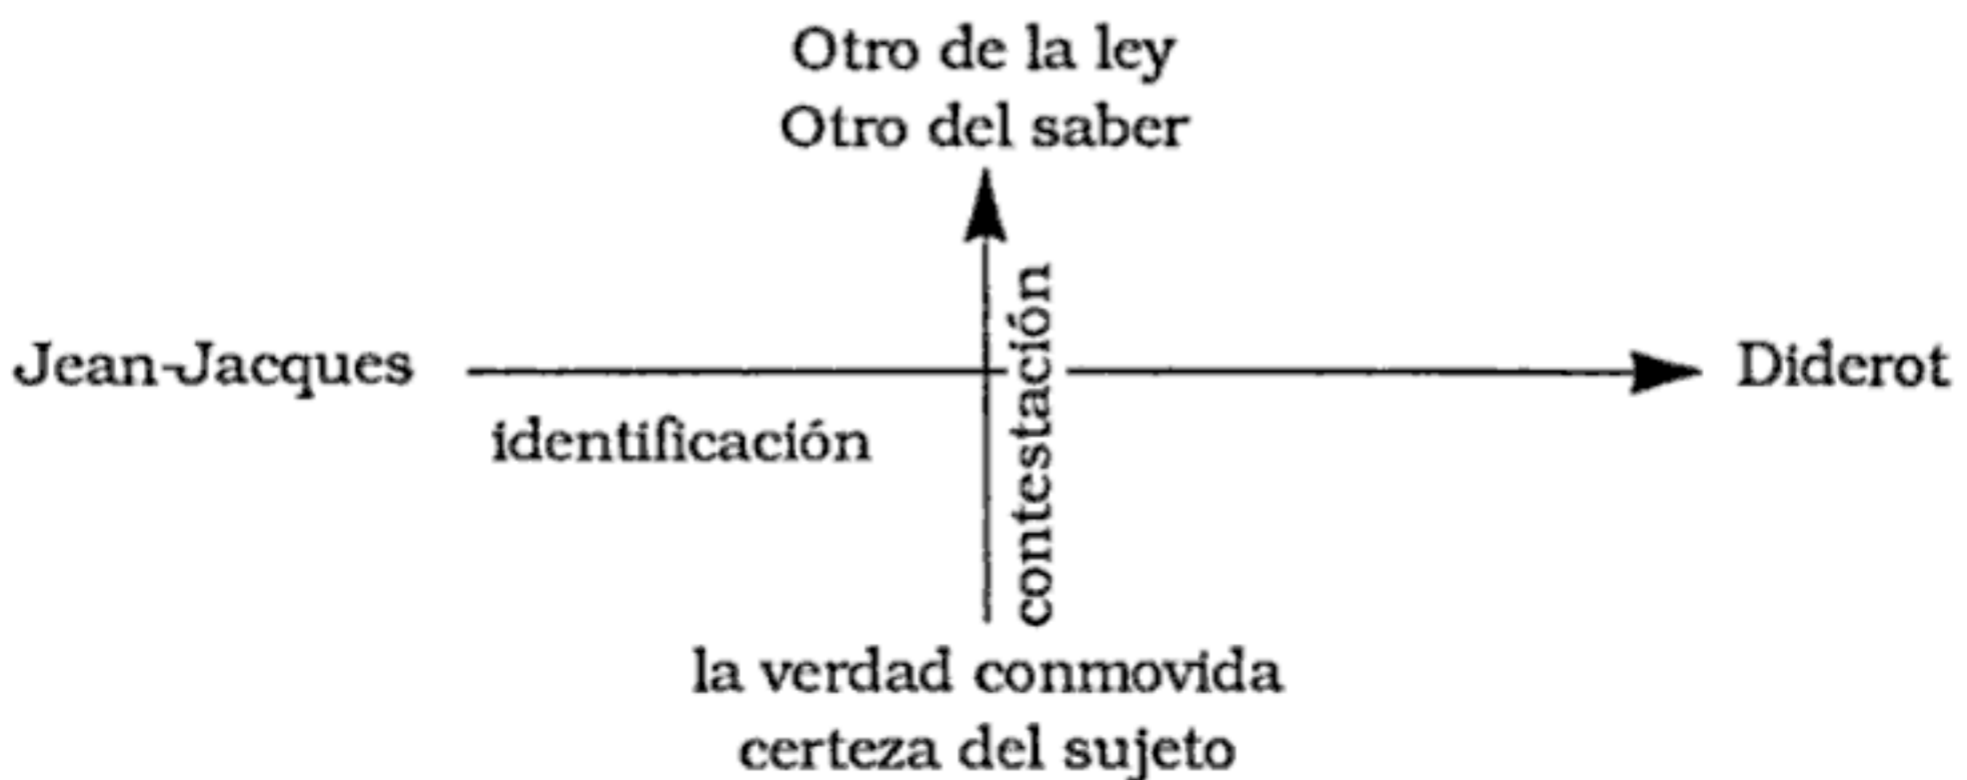 Otro de la ley
Otro del saber
contestación
Jean-Jacques
Diderot
identificación
la verdad conmovida
certeza del sujeto